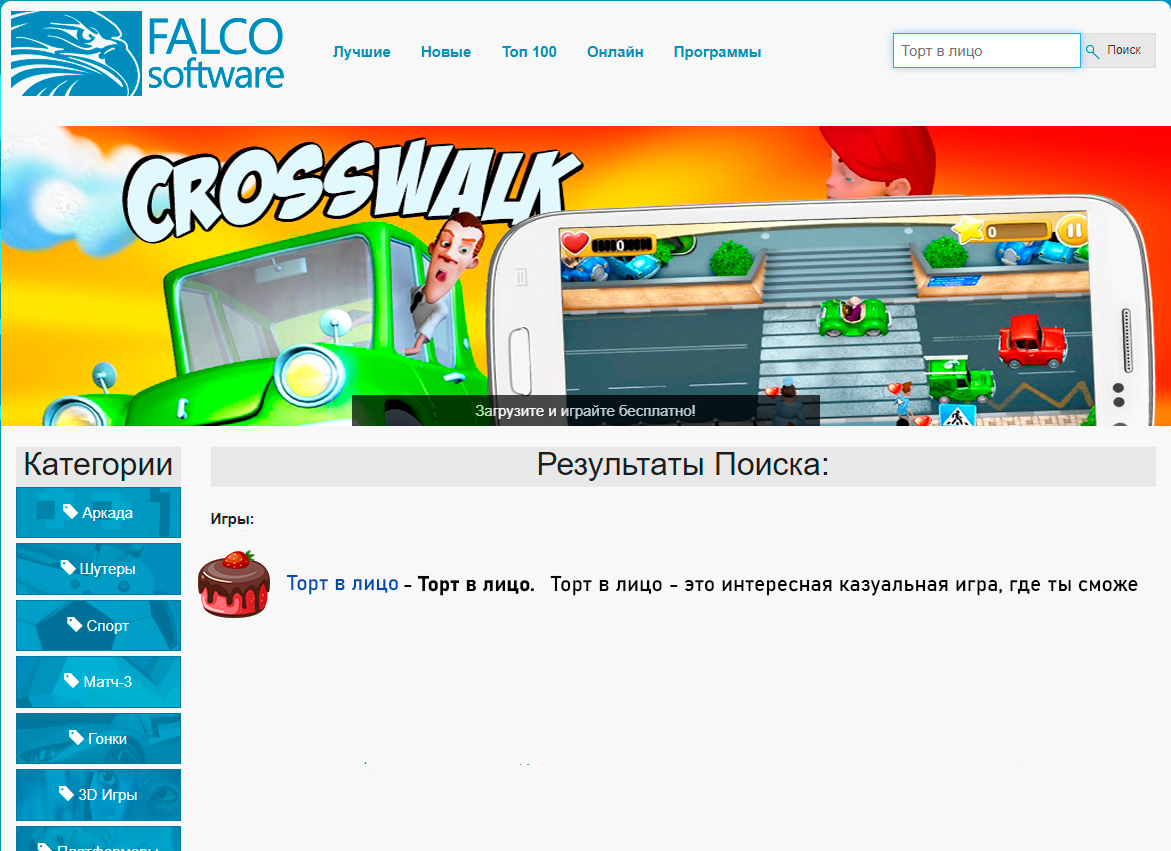 FALCO
software
Лучшие Новые Топ 100 Онлайн Программы
Торт в лицо
Поиск
CROSSWALK
0
0
Загрузите и играйте бесплатно!
Категории
Аркада
Шутеры
Спорт
Матч-3
Гонки
3D Игры
Платформеры
Результаты Поиска:
Игры:
Торт в лицо - Торт в лицо. Торт в лицо - это интересная казуальная игра, где ты сможе